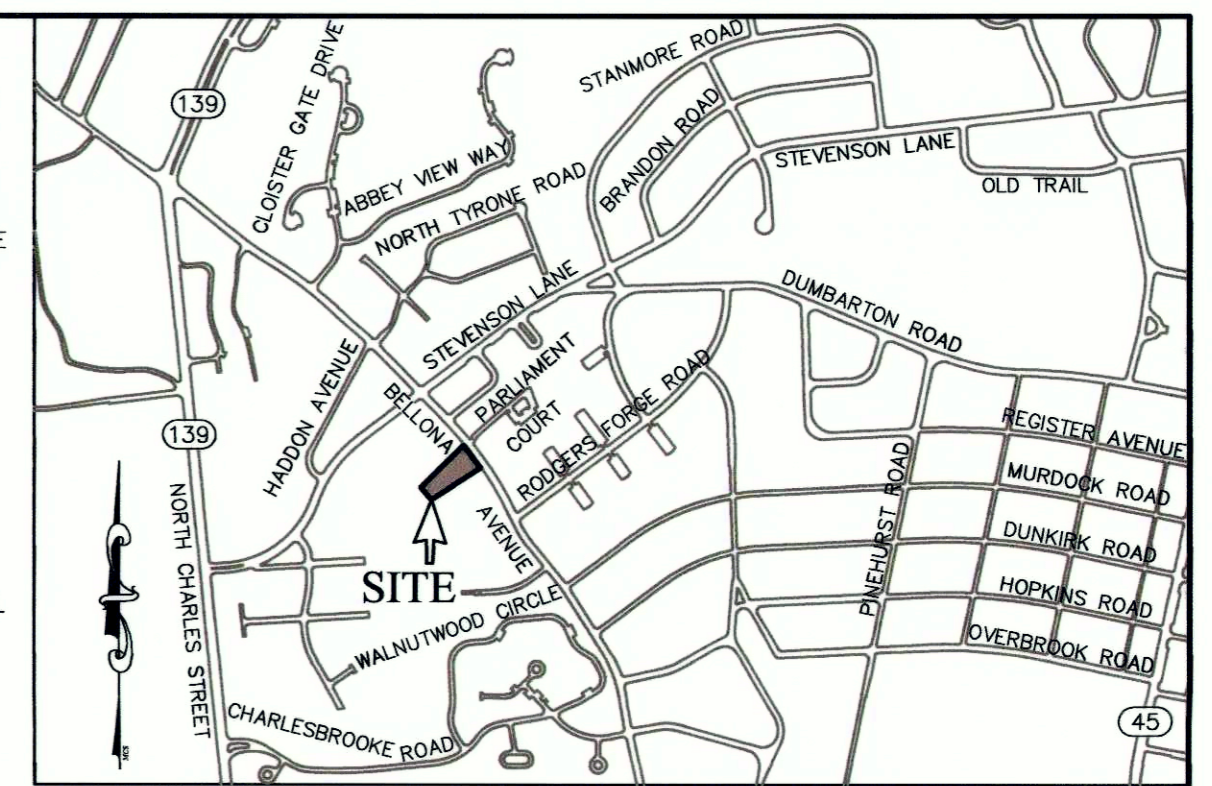 STANMORE ROAD
139
CLOISTER GATE DRIVE
BRANDON ROAD
STEVENSON LANE
ABBEY VIEW WAY
OLD TRAIL
NORTH TYRONE ROAD
DUMBARTON ROAD
STEVENSON LANE
HADDON AVENUE
PARLIAMENT
COURT
BELLONA
AVENUE
RODGERS FORGE ROAD
REGISTER AVENUE
139
MURDOCK ROAD
PINEHURST ROAD
NORTH CHARLES STREET
DUNKIRK ROAD
SITE
HOPKINS ROAD
WALNUTWOOD CIRCLE
OVERBROOK ROAD
CHARLESBROOKE ROAD
45